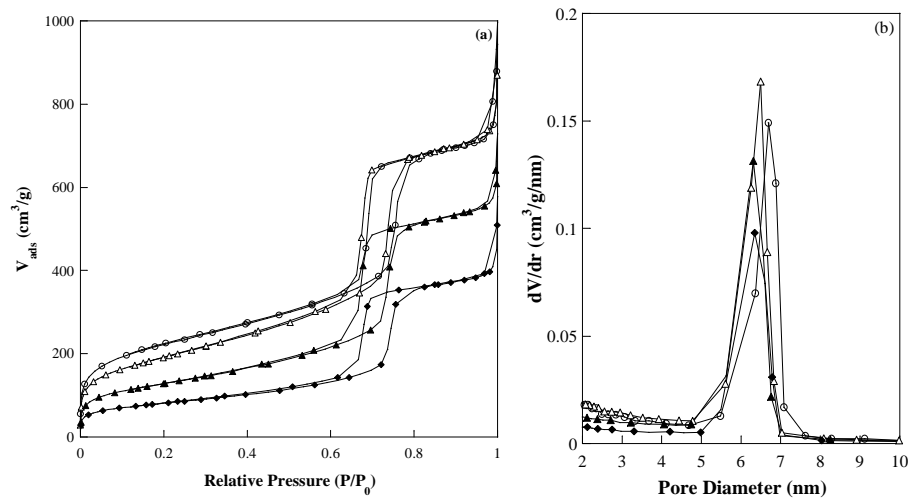 (a)
1000
800
600
400
200
0
V_ads (cm³/g)
0 0.2 0.4 0.6 0.8 1
Relative Pressure (P/P₀)
(b)
0.2
0.15
0.1
0.05
0
dV/dr (cm³/g/nm)
2 3 4 5 6 7 8 9 10
Pore Diameter (nm)